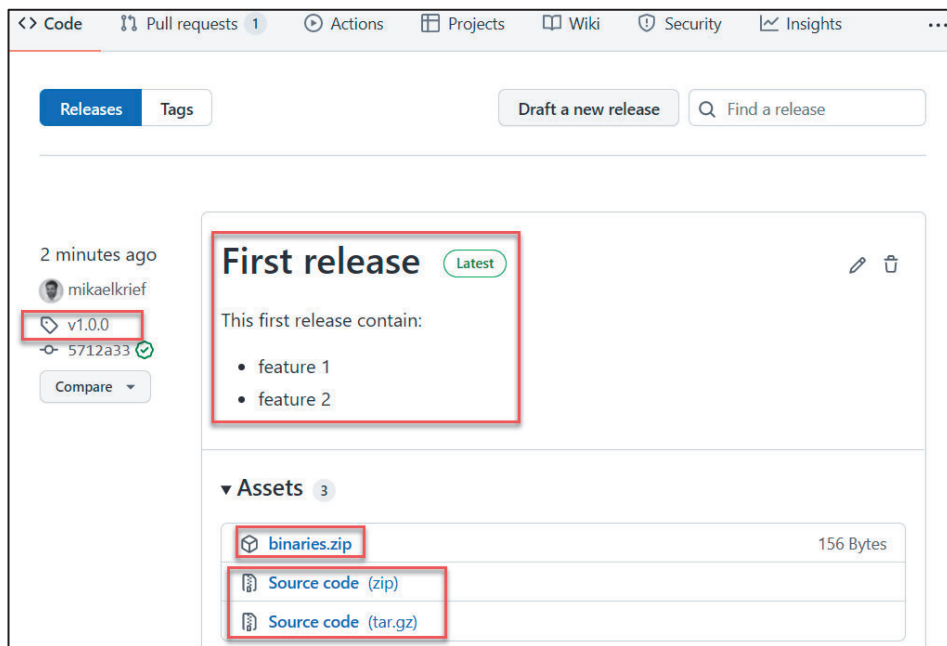 <> Code Pull requests 1 Actions Projects Wiki Security Insights ...
Releases Tags Draft a new release Find a release
2 minutes ago
mikaelkrief
v1.0.0
5712a33
Compare
First release Latest
This first release contain:
• feature 1
• feature 2
Assets 3
binaries.zip 156 Bytes
Source code (zip)
Source code (tar.gz)